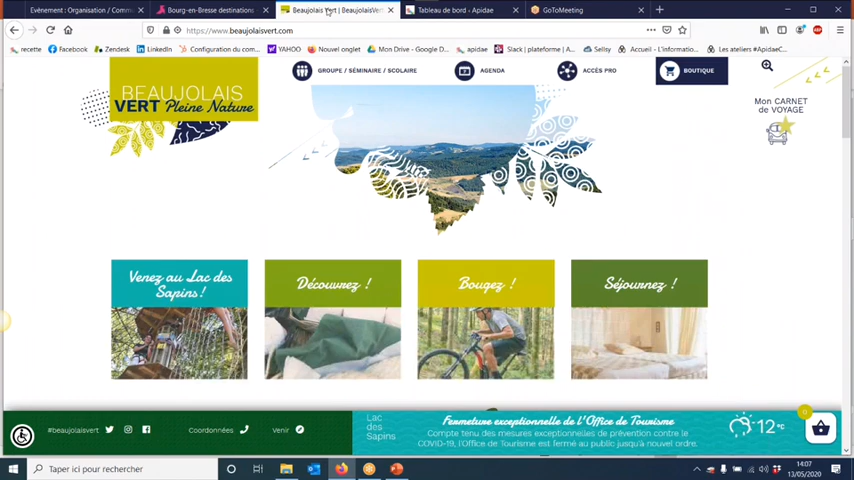 Evénement : Organisation / Comm
Bourg-en-Bresse destinations
Beaujolais Vert | BeaujolaisVert
Tableau de bord - Apidae
GoToMeeting
https://www.beaujolaisvert.com
recette
Facebook
Zendesk
LinkedIn
Configuration du com...
YAHOO
Nouvel onglet
Mon Drive - Google D...
apidae
Slack | plateforme | A...
Sellsy
Accueil - L'informatio...
Les ateliers #ApidaeC...
BEAUJOLAIS
VERT Pleine Nature
GROUPE / SÉMINAIRE / SCOLAIRE
AGENDA
ACCÈS PRO
BOUTIQUE
Mon CARNET
de VOYAGE
Venez au Lac des
Sapins!
Découvrez !
Bougez !
Séjournez !
#beaujolaisvert
Coordonnées
Venir
Lac
des
Sapins
Fermeture exceptionnelle de l'Office de Tourisme
Compte tenu des mesures exceptionnelles de prévention contre le
COVID-19, l'Office de Tourisme est fermé au public jusqu'à nouvel ordre.
12°C
0
Taper ici pour rechercher
14:07
13/05/2020